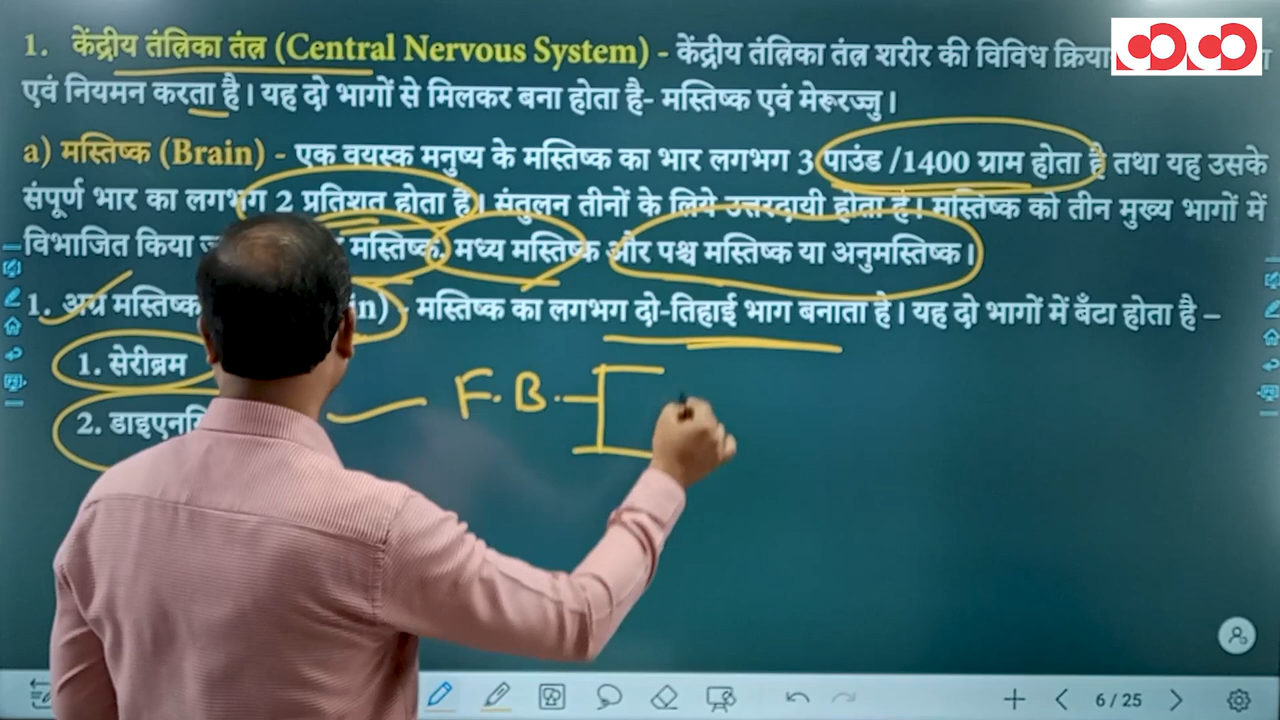 1. केंद्रीय तंत्रिका तंत्र (Central Nervous System) - केंद्रीय तंत्रिका तंत्र शरीर की विविध
एवं नियमन करता है। यह दो भागों से मिलकर बना होता है- मस्तिष्क एवं मेरूरज्जु।
a) मस्तिष्क (Brain) - एक वयस्क मनुष्य के मस्तिष्क का भार लगभग 3 पाउंड /1400 ग्राम होता है तथा यह उसके
संपूर्ण भार का लगभग 2 प्रतिशत होता है। संतुलन तीनों के लिये उत्तरदायी होता है। मस्तिष्क को तीन मुख्य भागों में
विभाजित किया मस्तिष्क, मध्य मस्तिष्क और पश्च मस्तिष्क या अनुमस्तिष्क।
1. अग्र मस्तिष्क - मस्तिष्क का लगभग दो-तिहाई भाग बनाता है। यह दो भागों में बँटा होता है –
1. सेरीब्रम
F.B.
2.
6 / 25